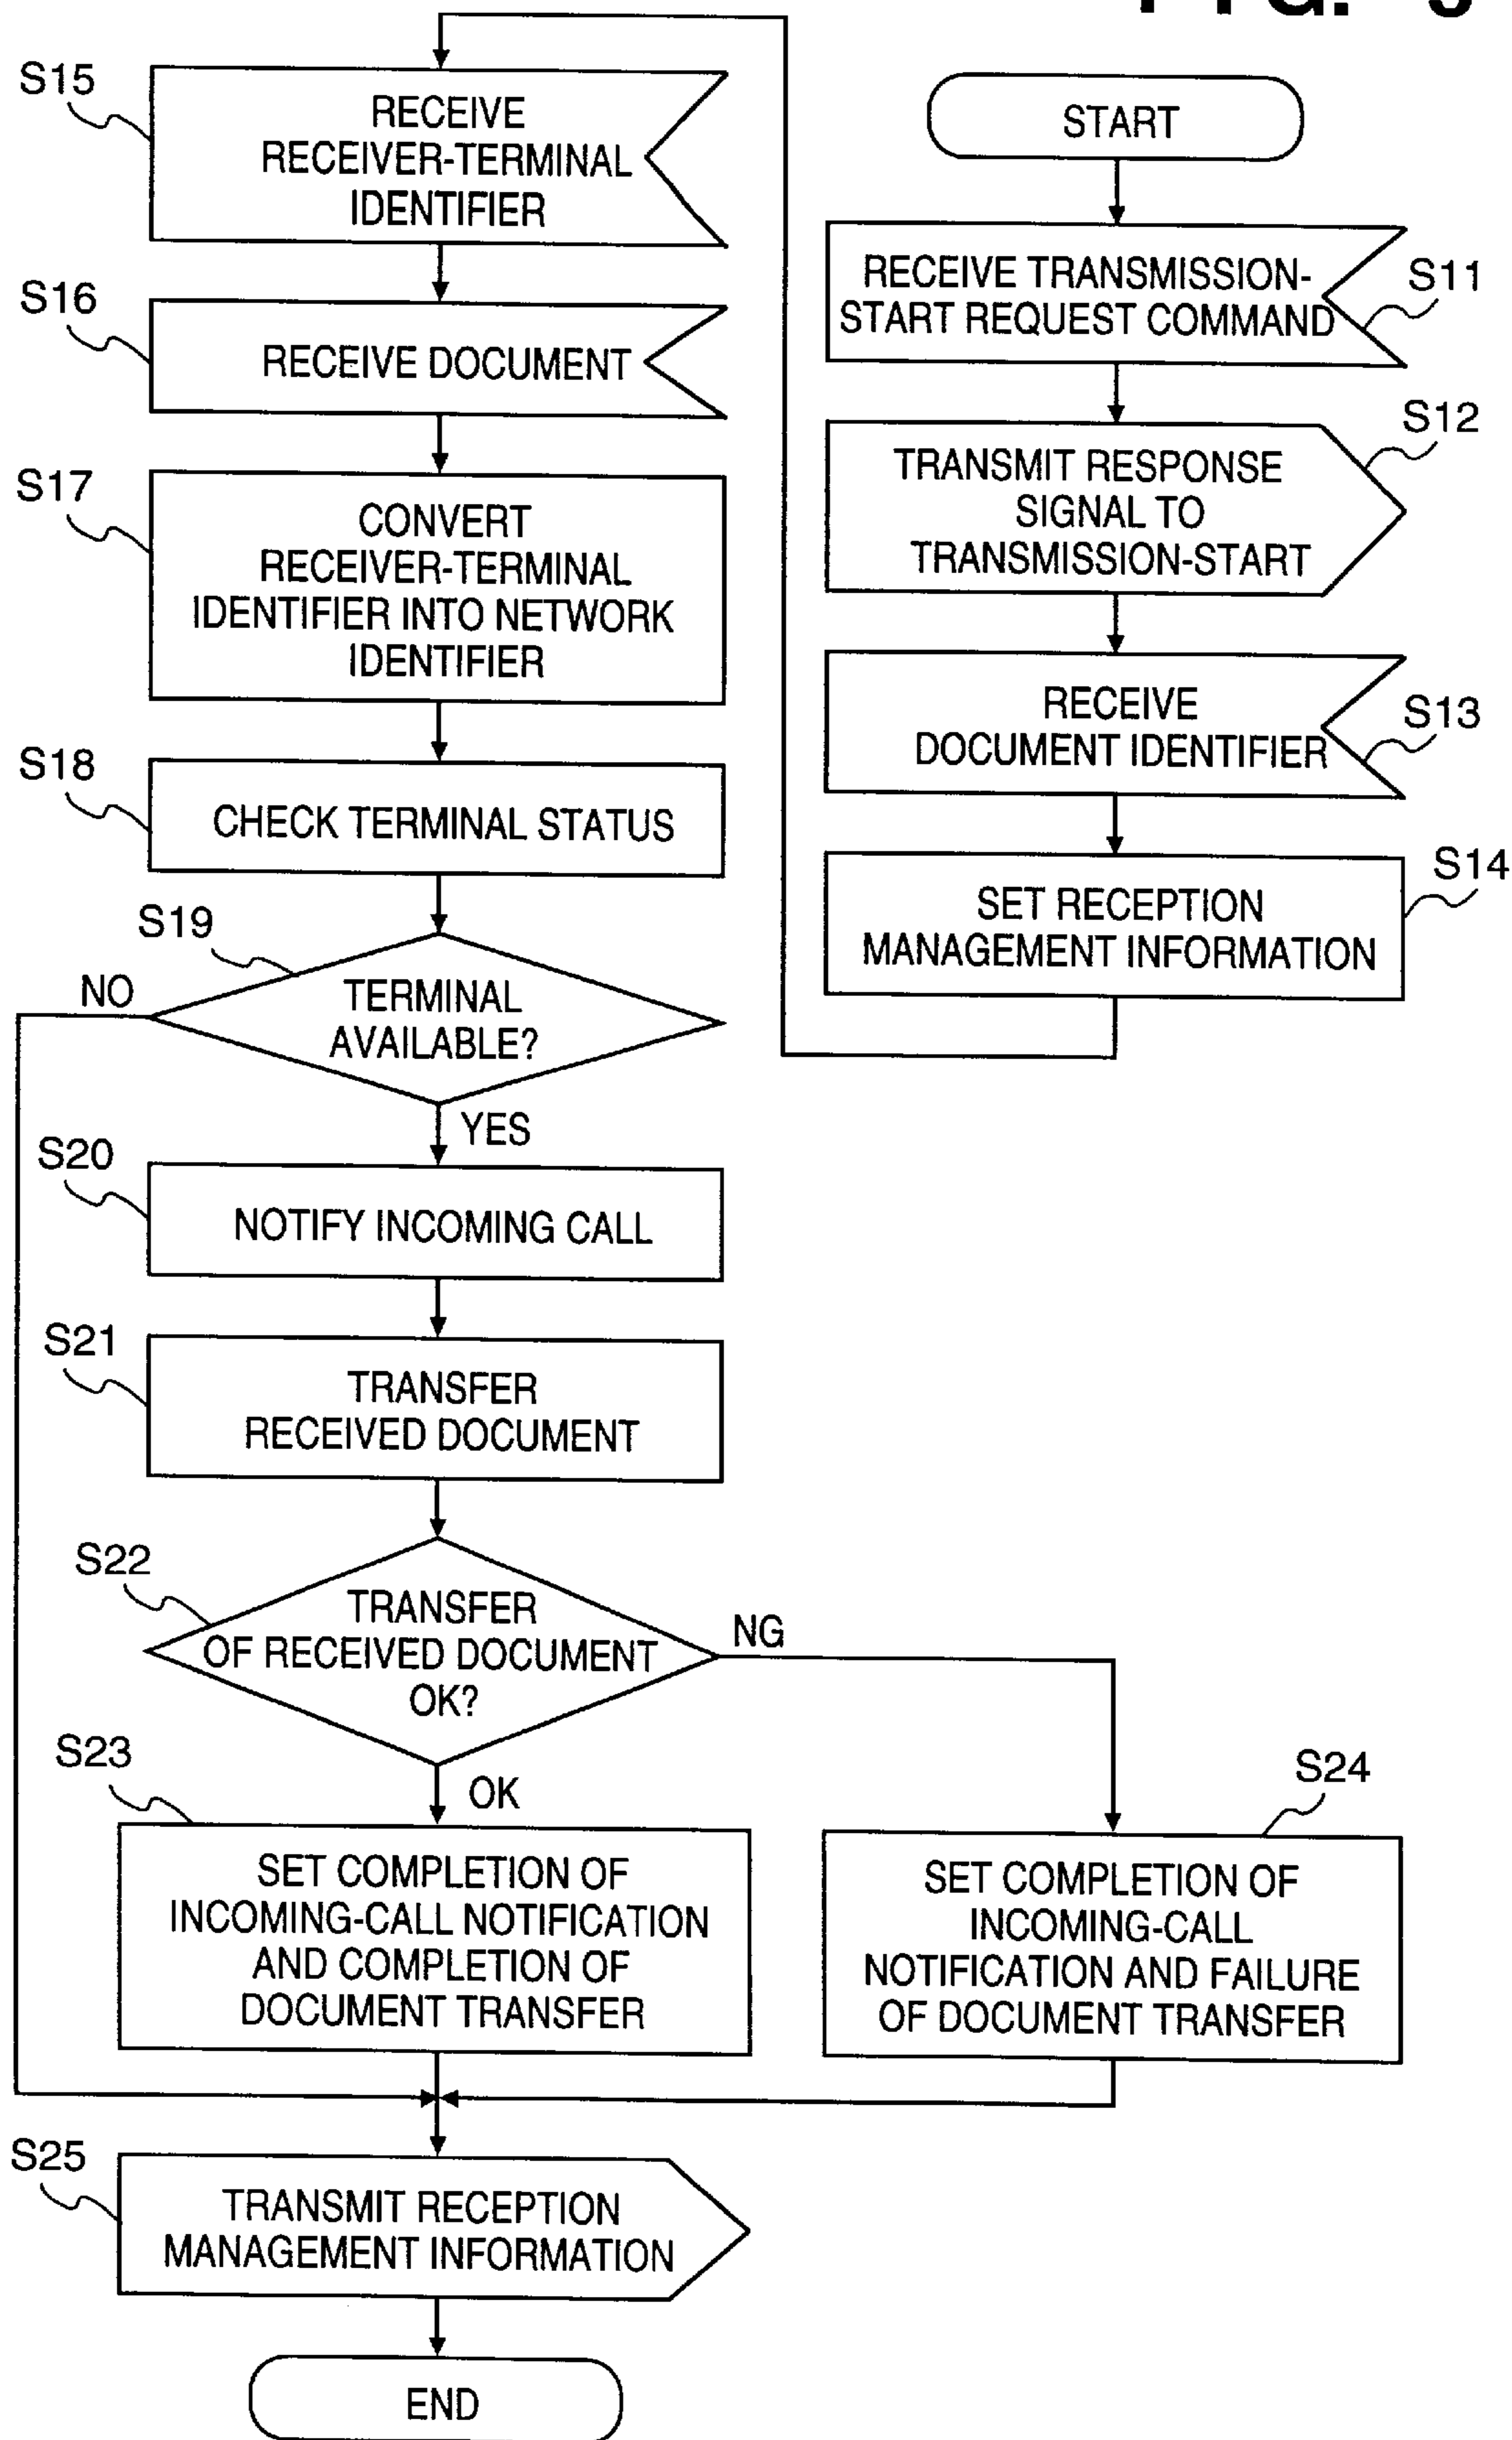 START
S11
RECEIVE TRANSMISSION-
START REQUEST COMMAND
S12
TRANSMIT RESPONSE
SIGNAL TO
TRANSMISSION-START
S13
RECEIVE
DOCUMENT IDENTIFIER
S14
SET RECEPTION
MANAGEMENT INFORMATION
S15
RECEIVE
RECEIVER-TERMINAL
IDENTIFIER
S16
RECEIVE DOCUMENT
S17
CONVERT
RECEIVER-TERMINAL
IDENTIFIER INTO NETWORK
IDENTIFIER
S18
CHECK TERMINAL STATUS
S19
NO
TERMINAL
AVAILABLE?
YES
S20
NOTIFY INCOMING CALL
S21
TRANSFER
RECEIVED DOCUMENT
S22
TRANSFER
OF RECEIVED DOCUMENT
OK?
NG
OK
S23
SET COMPLETION OF
INCOMING-CALL NOTIFICATION
AND COMPLETION OF
DOCUMENT TRANSFER
S24
SET COMPLETION OF
INCOMING-CALL
NOTIFICATION AND FAILURE
OF DOCUMENT TRANSFER
S25
TRANSMIT RECEPTION
MANAGEMENT INFORMATION
END